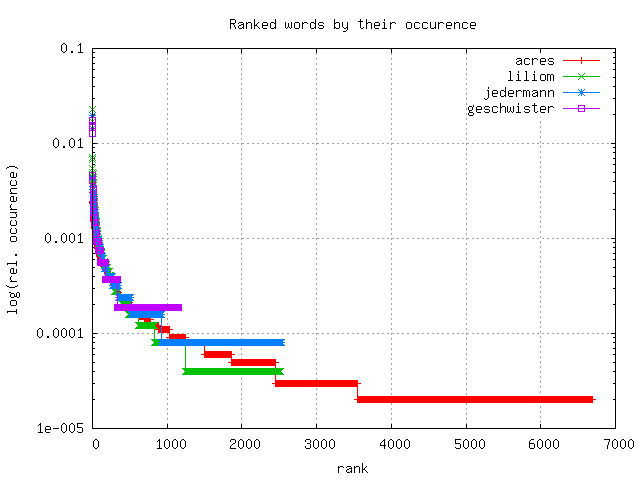 Ranked words by their occurence
acres
liliom
jedermann
geschwister
0.1
0.01
0.001
0.0001
1e-005
log(rel. occurence)
0 1000 2000 3000 4000 5000 6000 7000
rank